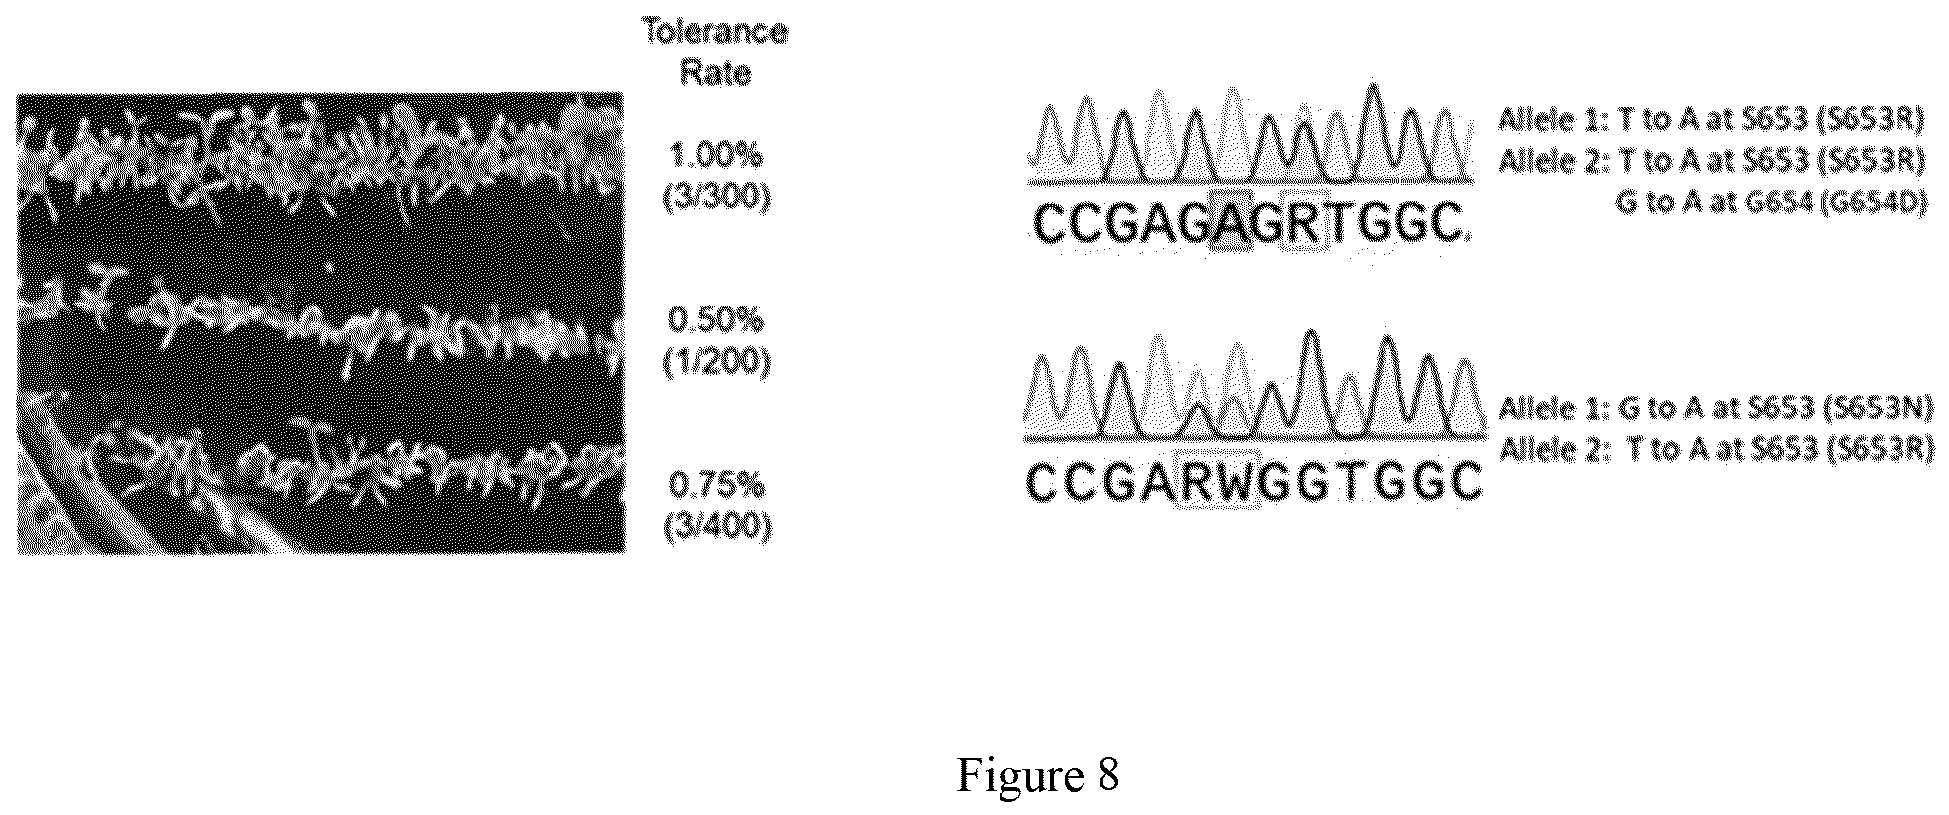 Tolerance
Rate
1.00%
(3/300)
0.50%
(1/200)
0.75%
(3/400)
CCGAGAGRTGGC
Allele 1: T to A at S653 (S653R)
Allele 2: T to A at S653 (S653R)
G to A at G654 (G654D)
CCGARWGGTGGC
Allele 1: G to A at S653 (S653N)
Allele 2: T to A at S653 (S653R)
Figure 8